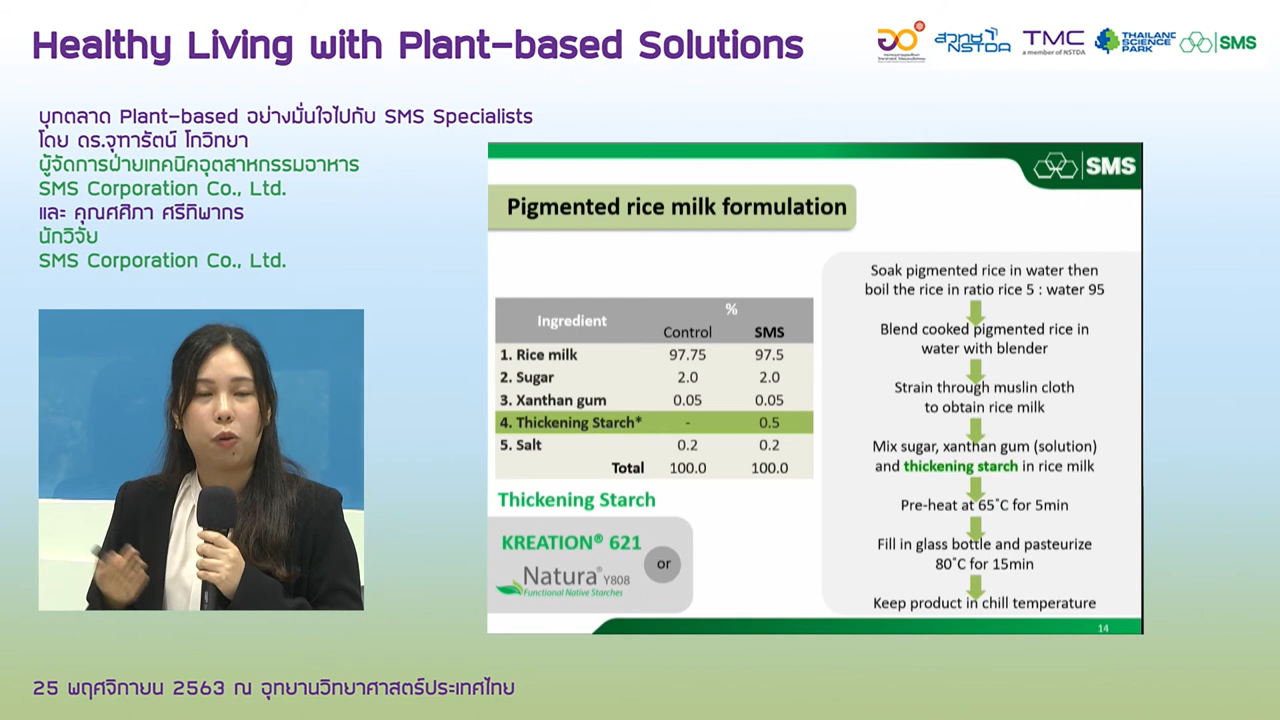 Healthy Living with Plant-based Solutions
สวทช
NSTDA
TMC
a member of NSTDA
THAILAND
SCIENCE
PARK
SMS
บุกตลาด Plant-based อย่างมั่นใจไปกับ SMS Specialists
โดย ดร.จุฑารัตน์ โกวิทยา
ผู้จัดการฝ่ายเทคนิคอุตสาหกรรมอาหาร
SMS Corporation Co., Ltd.
และ คุณศศิภา ศรีทิพากร
นักวิจัย
SMS Corporation Co., Ltd.
SMS
Pigmented rice milk formulation
Ingredient %
Control SMS
1. Rice milk 97.75 97.5
2. Sugar 2.0 2.0
3. Xanthan gum 0.05 0.05
4. Thickening Starch* - 0.5
5. Salt 0.2 0.2
Total 100.0 100.0
Thickening Starch
KREATION® 621
or
Natura® Y808
Functional Native Starches
Soak pigmented rice in water then
boil the rice in ratio rice 5 : water 95
Blend cooked pigmented rice in
water with blender
Strain through muslin cloth
to obtain rice milk
Mix sugar, xanthan gum (solution)
and thickening starch in rice milk
Pre-heat at 65˚C for 5min
Fill in glass bottle and pasteurize
80˚C for 15min
Keep product in chill temperature
14
25 พฤศจิกายน 2563 ณ อุทยานวิทยาศาสตร์ประเทศไทย